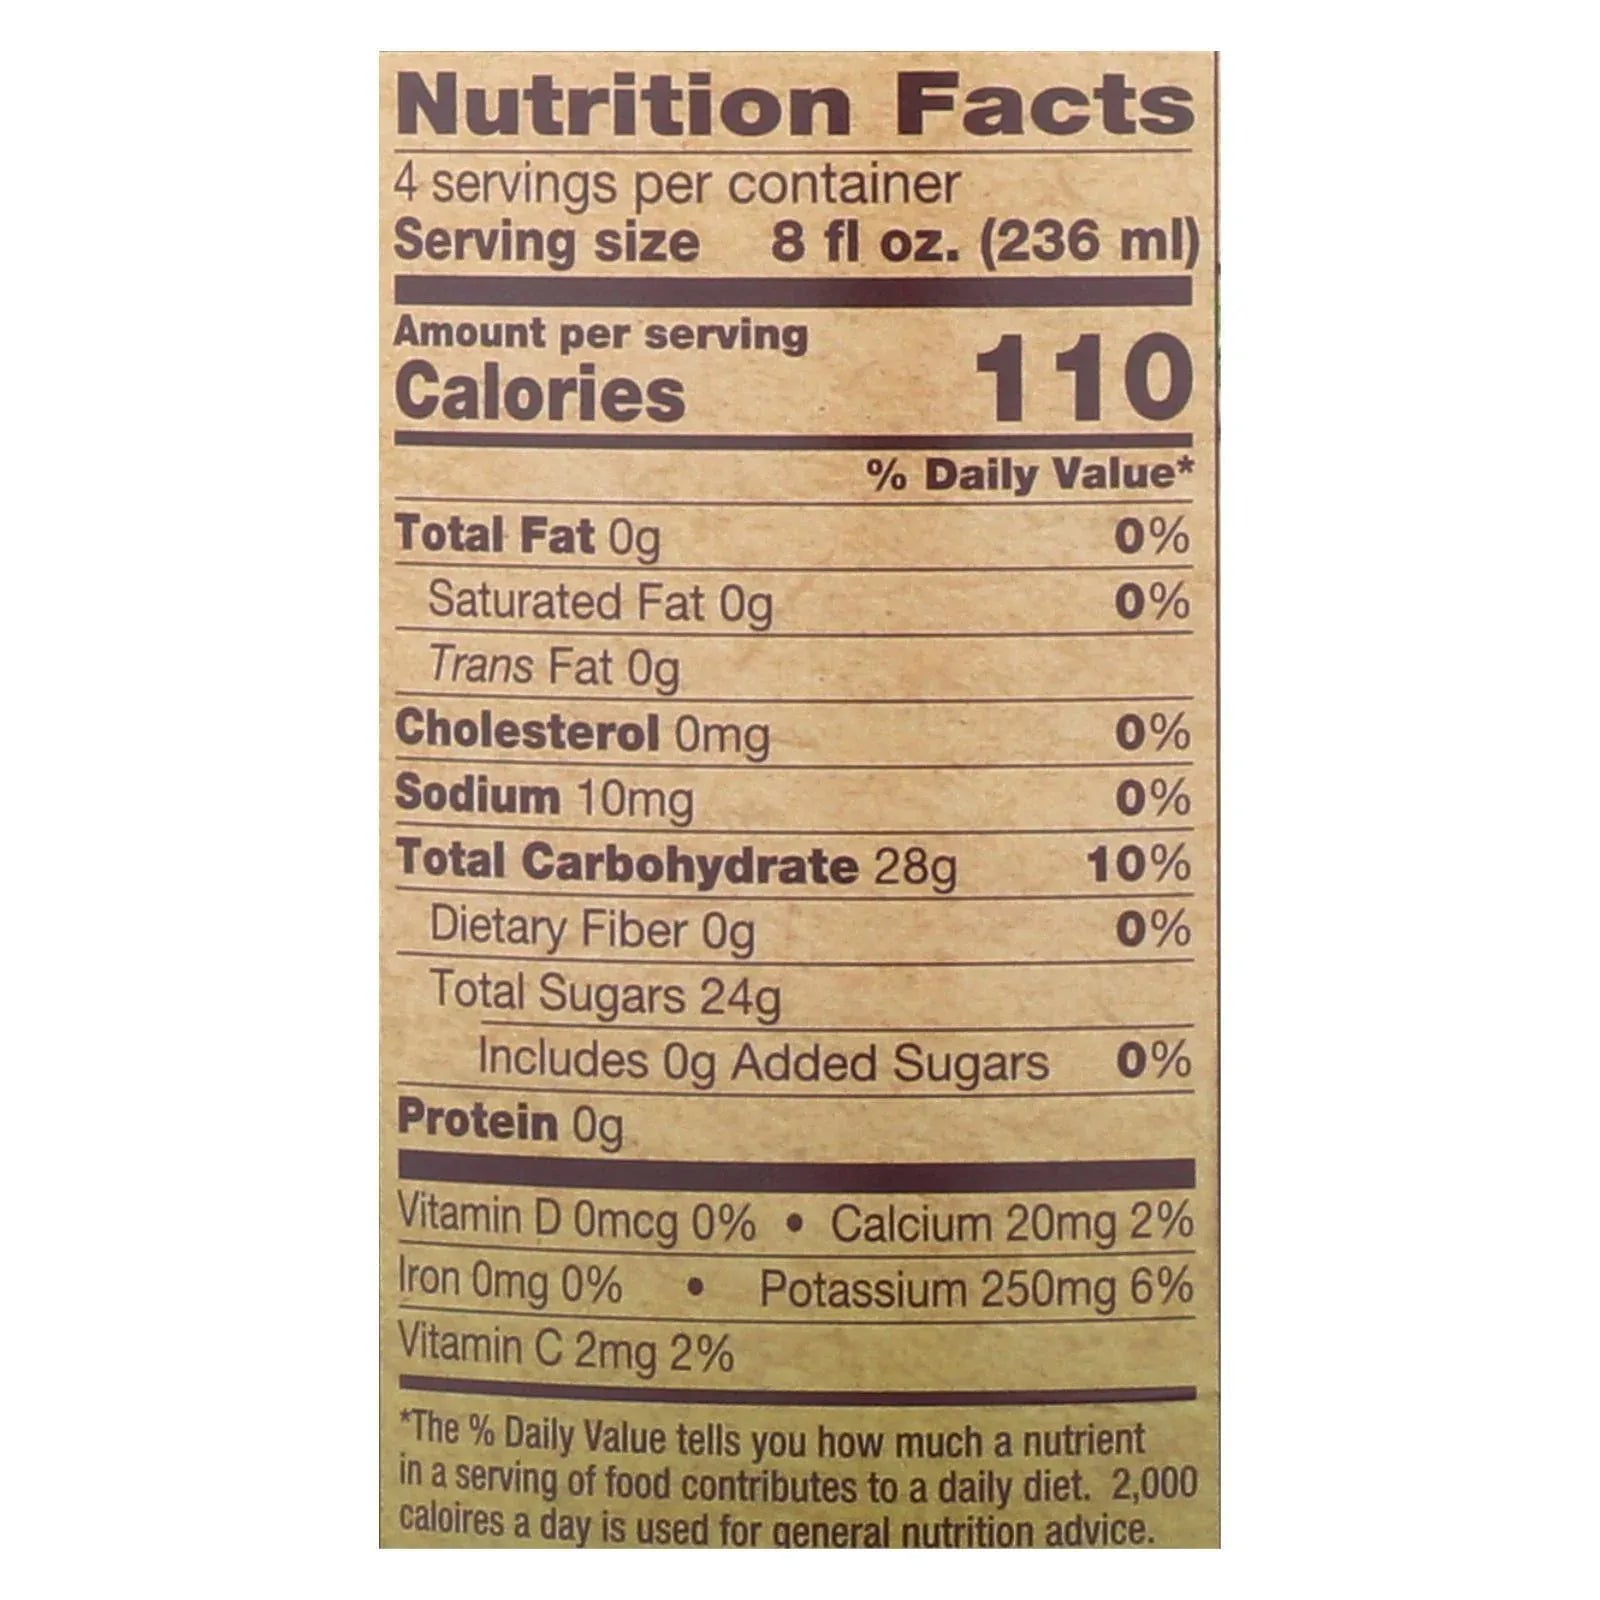 Nutrition Facts
4 servings per container
Serving size 8 fl oz. (236 ml)
Amount per serving
Calories 110
% Daily Value*
Total Fat 0g 0%
Saturated Fat 0g 0%
Trans Fat 0g
Cholesterol 0mg 0%
Sodium 10mg 0%
Total Carbohydrate 28g 10%
Dietary Fiber 0g 0%
Total Sugars 24g
Includes 0g Added Sugars 0%
Protein 0g
Vitamin D 0mcg 0% • Calcium 20mg 2%
Iron 0mg 0% • Potassium 250mg 6%
Vitamin C 2mg 2%
*The % Daily Value tells you how much a nutrient
in a serving of food contributes to a daily diet. 2,000
caloires a day is used for general nutrition advice.